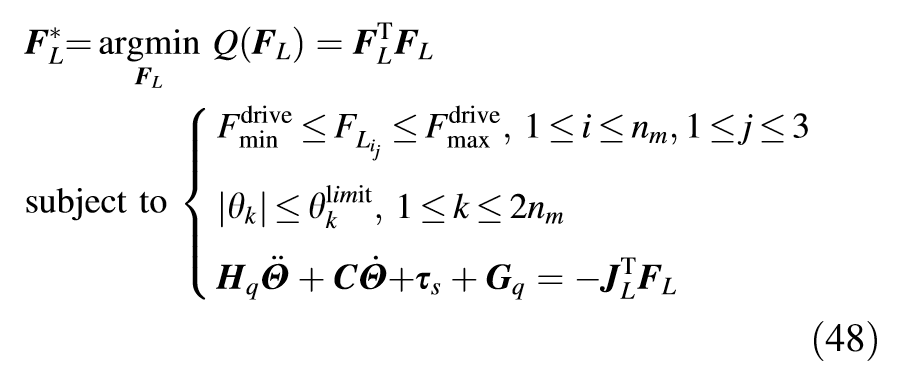 F*_L = argmin_{F_L} Q(F_L) = F_L^T F_L
subject to { F_min^drive ≤ F_{L_{i_j}} ≤ F_max^drive, 1 ≤ i ≤ n_m, 1 ≤ j ≤ 3
|θ_k| ≤ θ_k^limit, 1 ≤ k ≤ 2n_m
H_q Θ̈ + C Θ̇ + τ_s + G_q = −J_L^T F_L
(48)